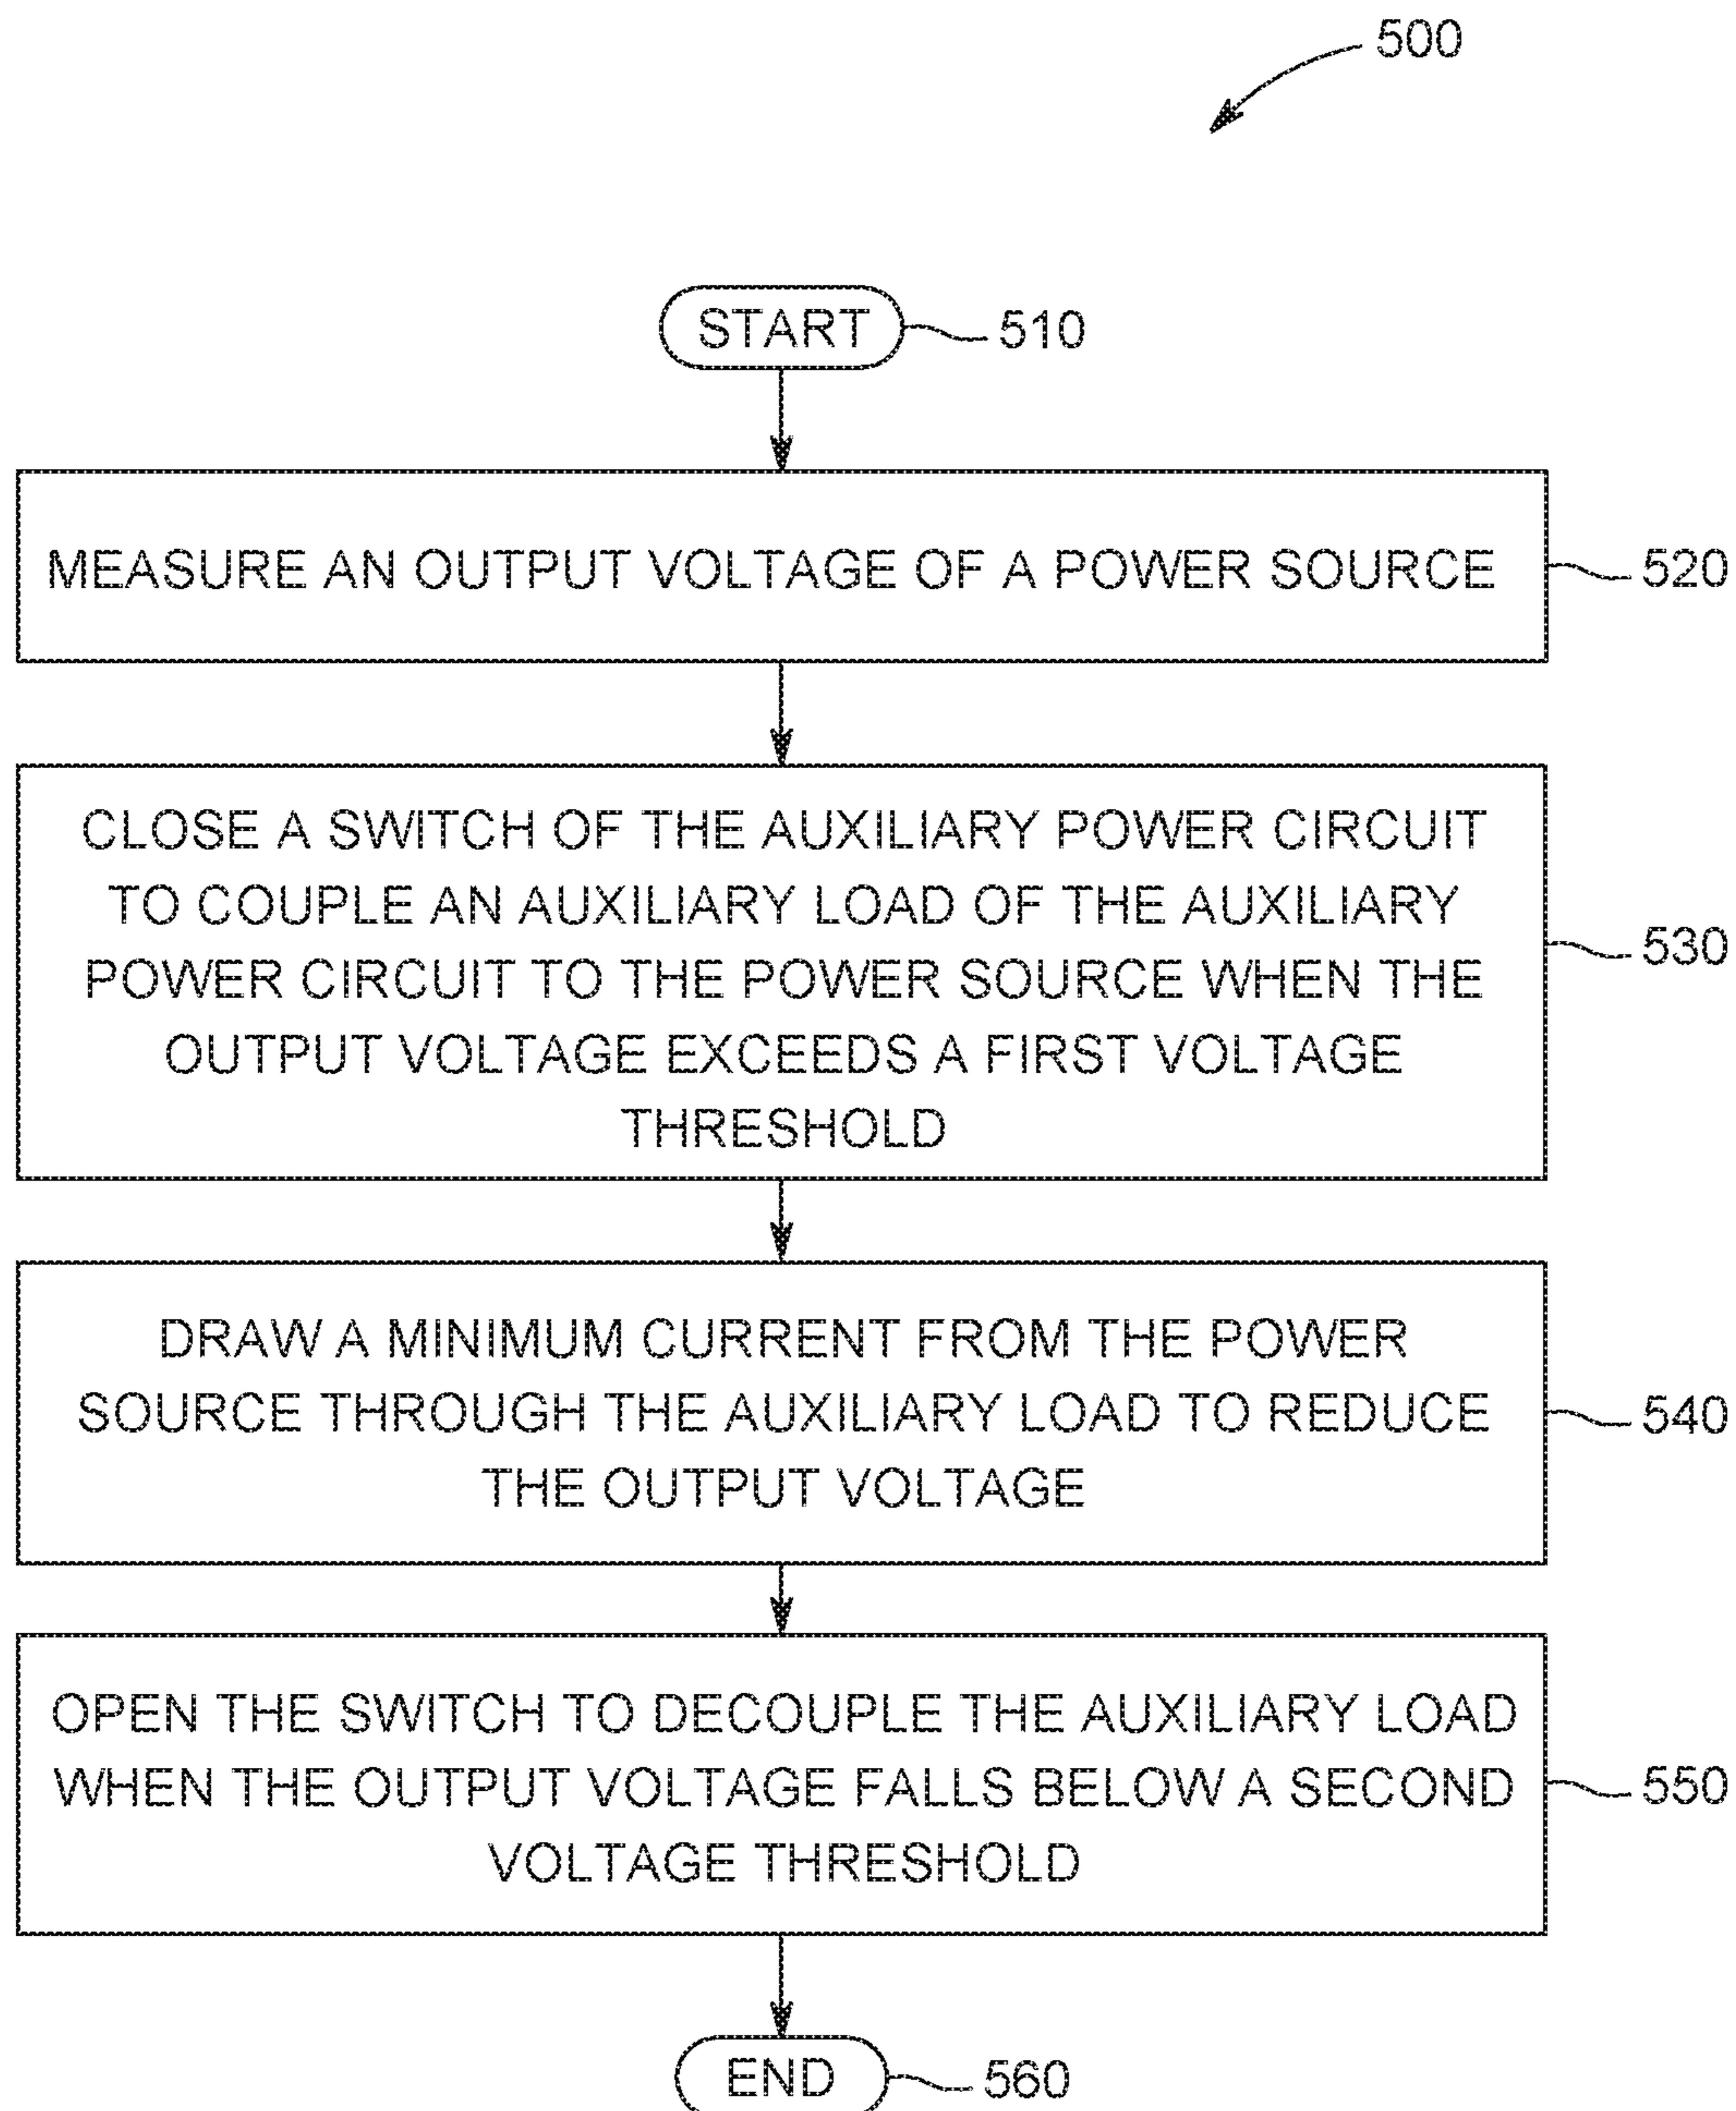 500
START
510
MEASURE AN OUTPUT VOLTAGE OF A POWER SOURCE
520
CLOSE A SWITCH OF THE AUXILIARY POWER CIRCUIT
TO COUPLE AN AUXILIARY LOAD OF THE AUXILIARY
POWER CIRCUIT TO THE POWER SOURCE WHEN THE
OUTPUT VOLTAGE EXCEEDS A FIRST VOLTAGE
THRESHOLD
530
DRAW A MINIMUM CURRENT FROM THE POWER
SOURCE THROUGH THE AUXILIARY LOAD TO REDUCE
THE OUTPUT VOLTAGE
540
OPEN THE SWITCH TO DECOUPLE THE AUXILIARY LOAD
WHEN THE OUTPUT VOLTAGE FALLS BELOW A SECOND
VOLTAGE THRESHOLD
550
END
560